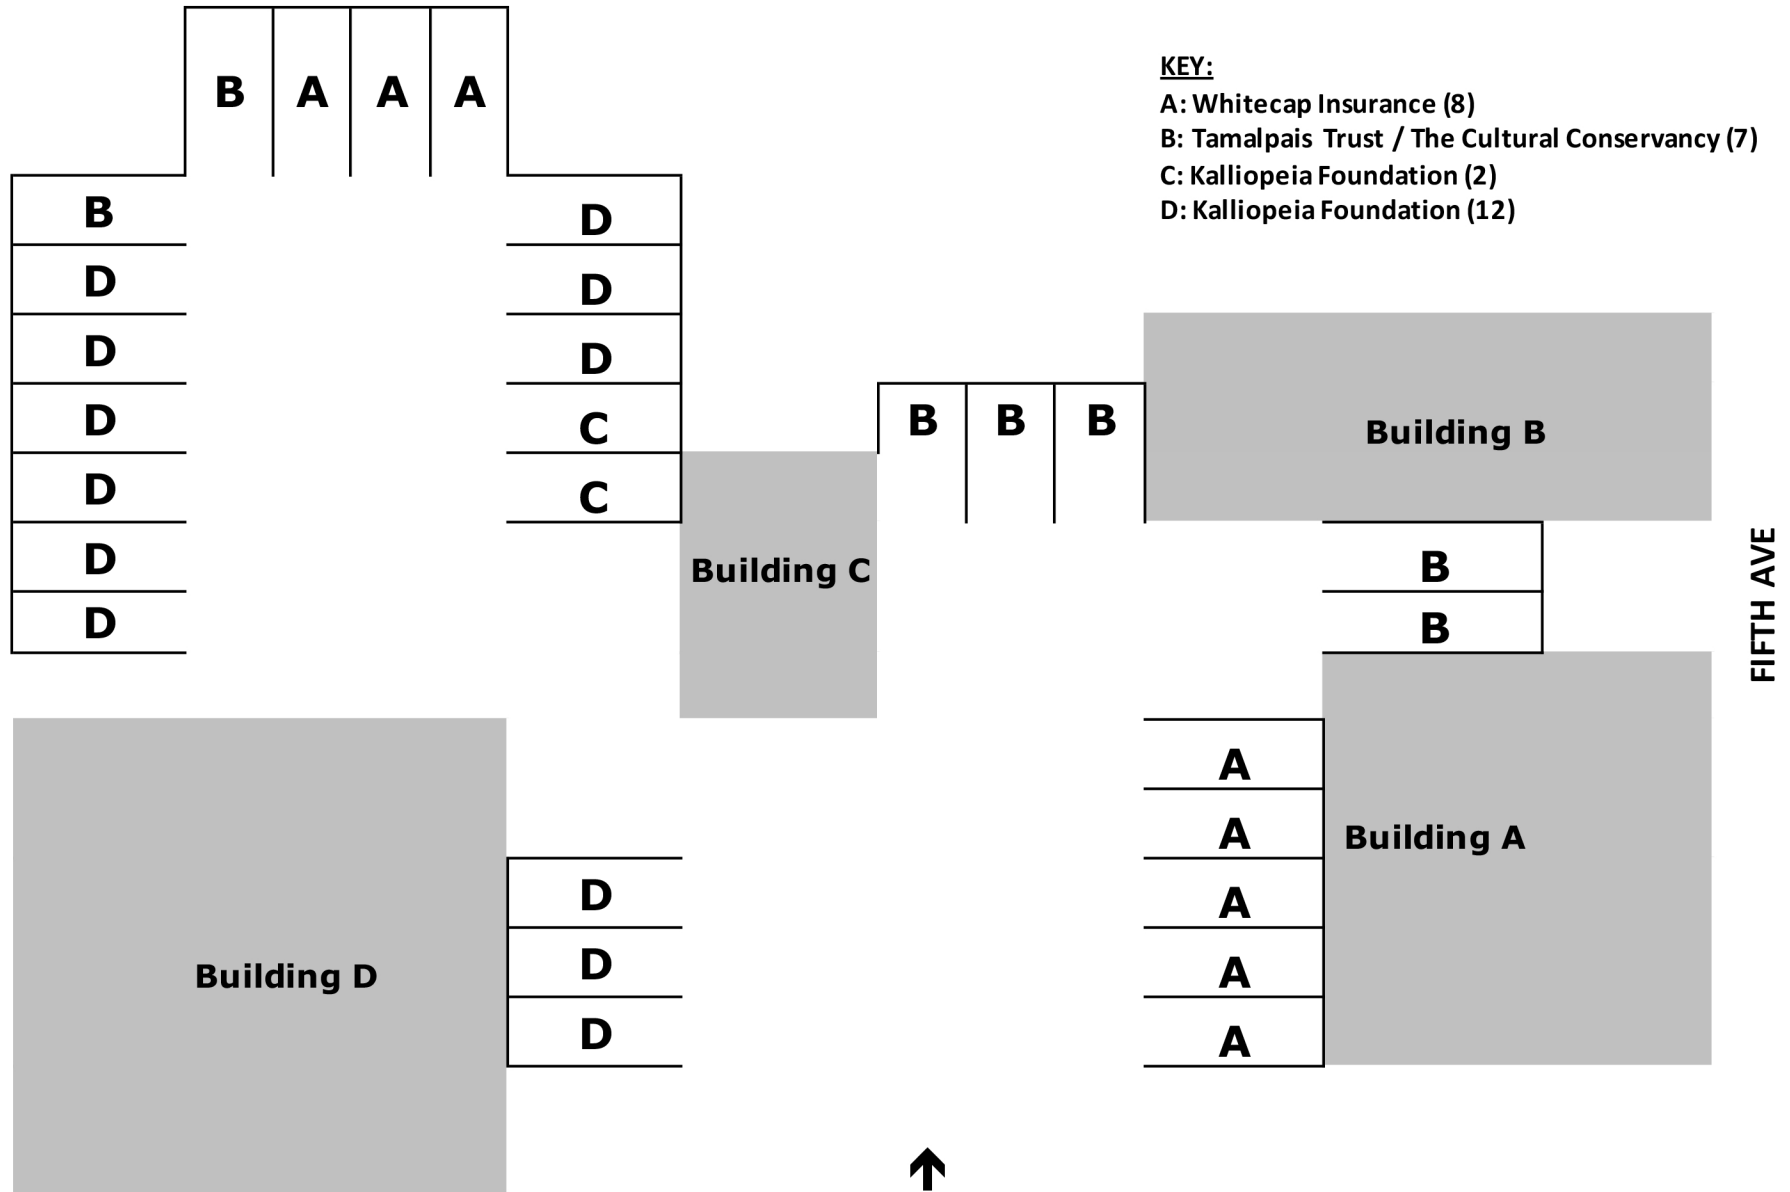 B A A A
KEY:
A: Whitecap Insurance (8)
B: Tamalpais Trust / The Cultural Conservancy (7)
C: Kalliopeia Foundation (2)
D: Kalliopeia Foundation (12)
B
D
D
D
D
D
D
D
D
D
C
C
B B B
Building B
Building C
B
B
FIFTH AVE
A
A
A
A
A
Building A
D
D
D
Building D